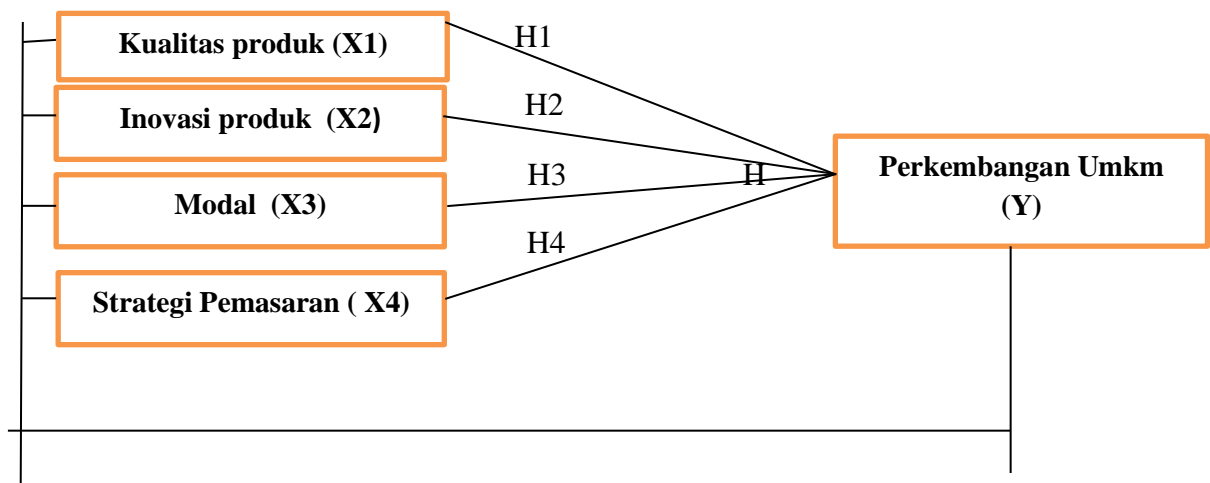 Kualitas produk (X1)
H1
Inovasi produk  (X2)
H2
Modal  (X3)
H3
H
Strategi Pemasaran ( X4)
H4
Perkembangan Umkm
(Y)